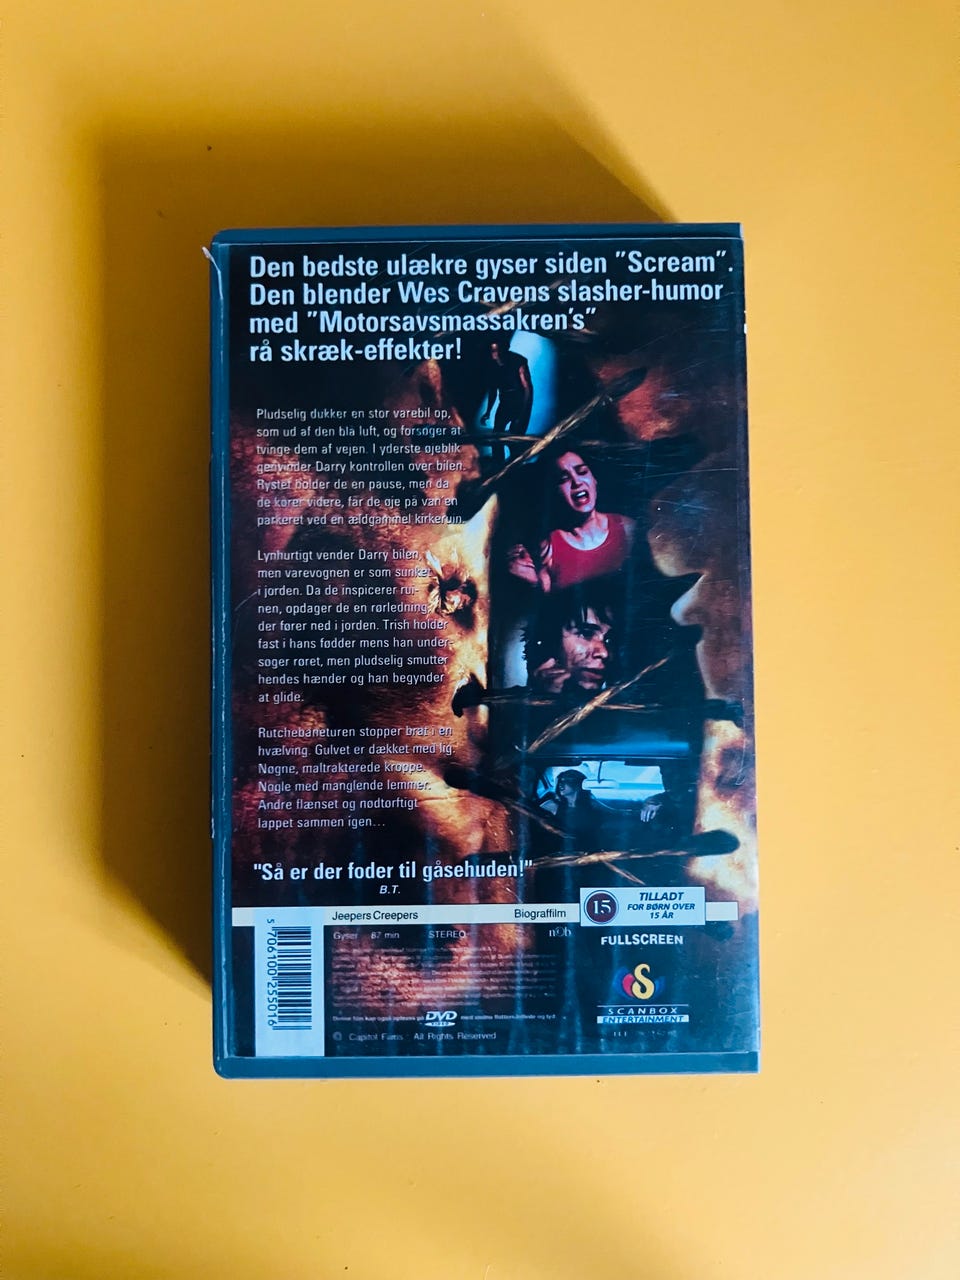 Den bedste ulækre gyser siden "Scream".
Den blender Wes Cravens slasher-humor
med "Motorsavsmassakren's"
rå skræk-effekter!
Pludselig dukker en stor varebil op,
som ud af den blå luft, og forsøger at
tvinge dem af vejen. I yderste øjeblik
genvinder Darry kontrollen over bilen.
Rystet holder de en pause, men da
de kører videre, får de øje på van'en
parkeret ved en ældgammel kirkeruin.
Lynhurtigt vender Darry bilen,
men varevognen er som sunket
i jorden. Da de inspicerer rui-
nen, opdager de en rørledning,
der fører ned i jorden. Trish holder
fast i hans fødder mens han under-
søger røret, men pludselig smutter
hendes hænder og han begynder
at glide.
Rutchebaneturen stopper brat i en
hvælving. Gulvet er dækket med lig.
Nøgne, maltrakterede kroppe.
Nogle med manglende lemmer.
Andre flænset og nødtørftigt
lappet sammen igen...
"Så er der foder til gåsehuden!"
B.T.
Jeepers Creepers Biograffilm
15
TILLADT
FOR BØRN OVER
15 ÅR
Gyser 87 min STEREO
FULLSCREEN
5 706100 255016
Denne film kan også opleves på DVD VIDEO
© Capitol Films All Rights Reserved
S
SCANBOX
ENTERTAINMENT